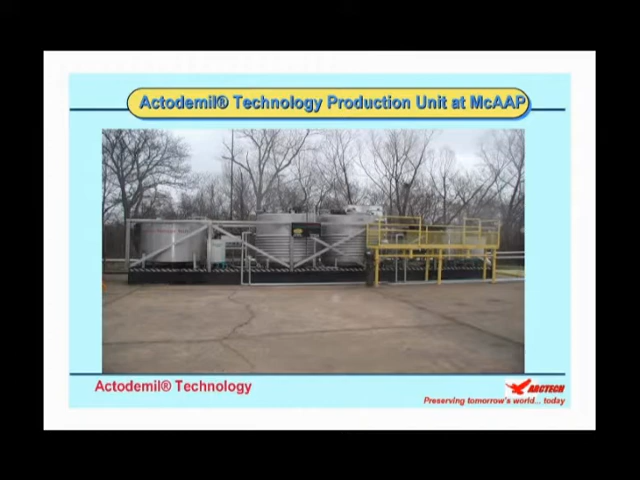 Actodemil® Technology Production Unit at McAAP
Actodemil® Technology
ARCTECH
Preserving tomorrow's world... today